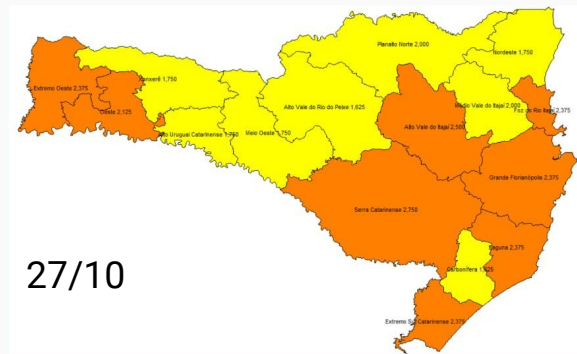 Planalto Norte 2,000
Nordeste 1,750
Xanxerê 1,750
Extremo Oeste 2,375
Oeste 2,125
Alto Vale do Rio do Peixe 1,625
Médio Vale do Itajaí 2,000
Foz do Rio Itajaí 2,375
Alto Uruguai Catarinense 1,750
Meio Oeste 1,750
Alto Vale do Itajaí 2,500
Grande Florianópolis 2,375
Serra Catarinense 2,750
Laguna 2,375
Carbonífera 1,625
Extremo Sul Catarinense 2,375
27/10